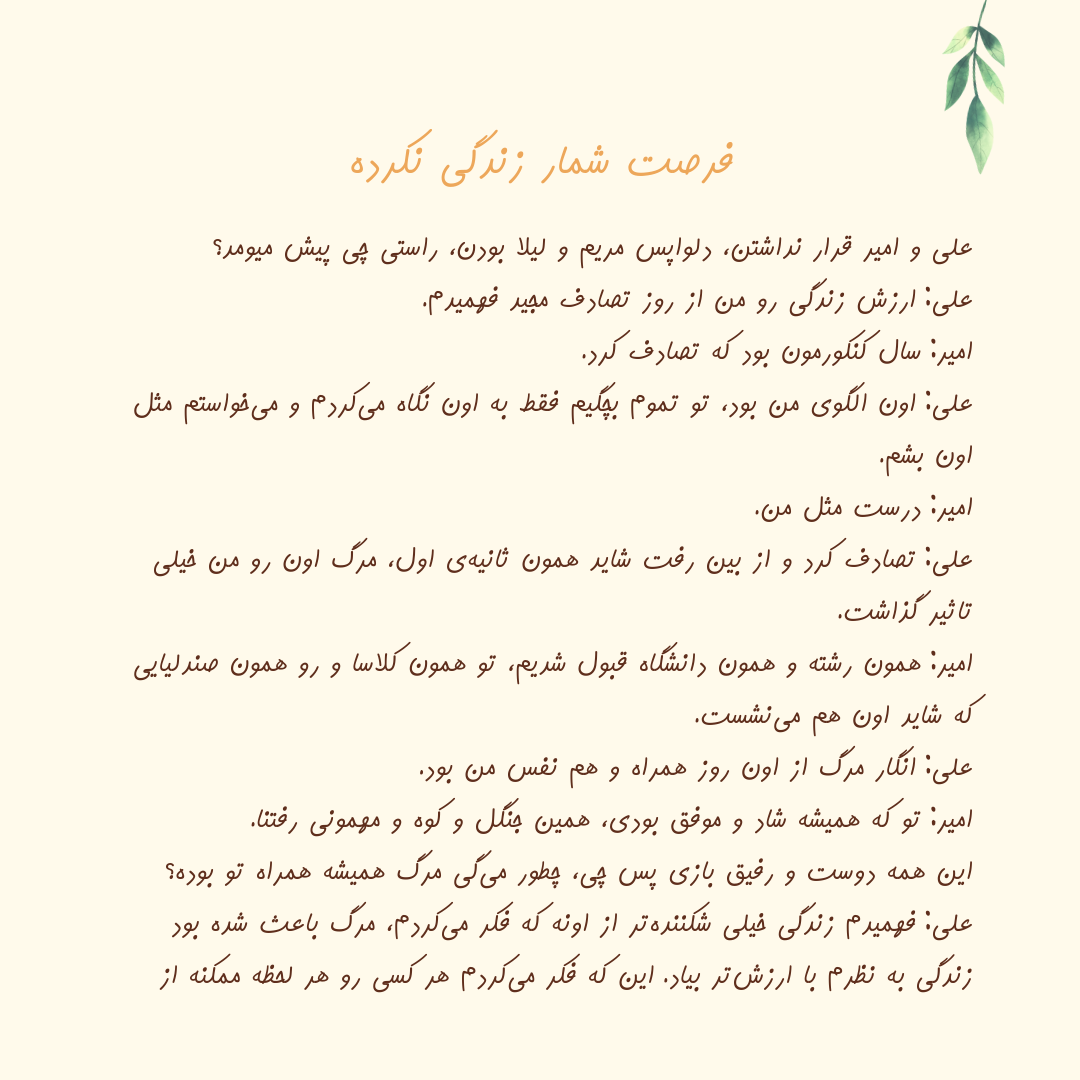 فرصت شمار زندگی نکرده
علی و امیر قرار نداشتن، دلواپس مریم و لیلا بودن، راستی چی پیش میومد؟
علی: ارزش زندگی رو من از روز تصادف مجید فهمیدم.
امیر: سال کنکورمون بود که تصادف کرد.
علی: اون الگوی من بود، تو تموم بچگیم فقط به اون نگاه می‌کردم و می‌خواستم مثل
اون بشم.
امیر: درست مثل من.
علی: تصادف کرد و از بین رفت شاید همون ثانیه‌ی اول، مرگ اون رو من خیلی
تاثیر گذاشت.
امیر: همون رشته و همون دانشگاه قبول شدیم، تو همون کلاسا و رو همون صندلیایی
که شاید اون هم می‌نشست.
علی: انگار مرگ از اون روز همراه و هم نفس من بود.
امیر: تو که همیشه شاد و موفق بودی، همین جنگل و کوه و مهمونی رفتنا.
این همه دوست و رفیق بازی پس چی، چطور می‌گی مرگ همیشه همراه تو بوده؟
علی: فهمیدم زندگی خیلی شکننده‌تر از اونه که فکر می‌کردم، مرگ باعث شده بود
زندگی به نظرم با ارزش‌تر بیاد. این که فکر می‌کردم هر کسی رو هر لحظه ممکنه از